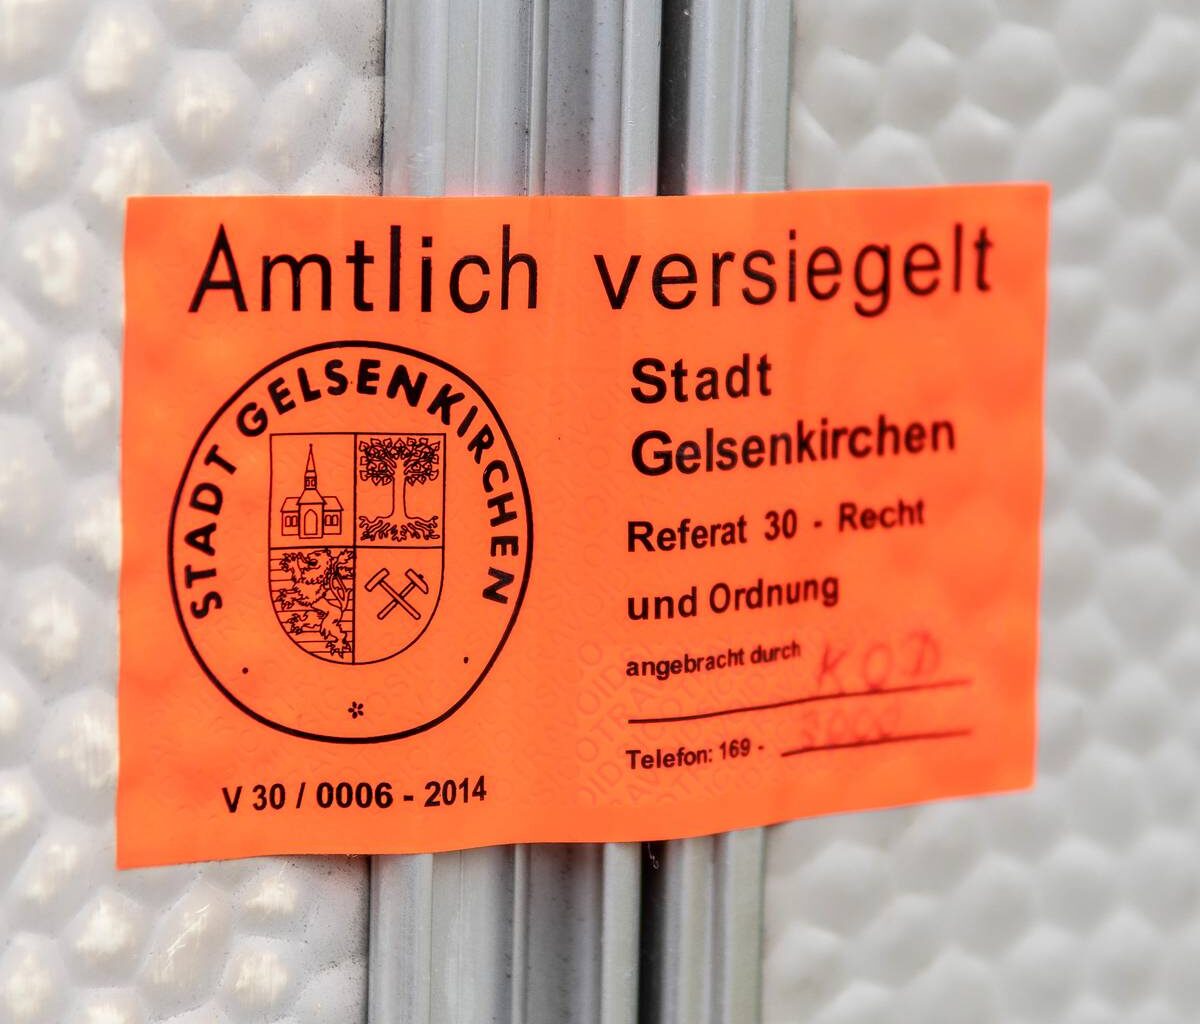 Amtlich versiegelt
STADT GELSENKIRCHEN
V 30 / 0006 - 2014
Stadt
Gelsenkirchen
Referat 30 - Recht
und Ordnung
angebracht durch KOD
Telefon: 169 -